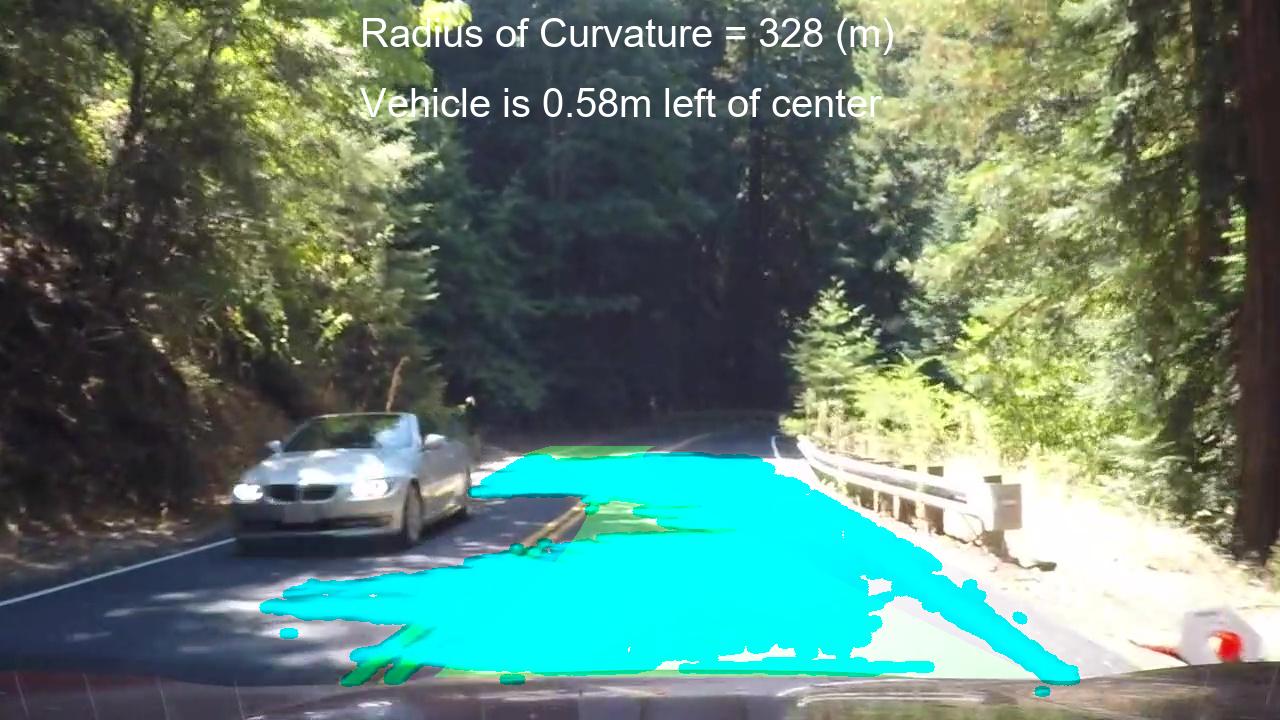 Radius of Curvature = 328 (m)
Vehicle is 0.58m left of center